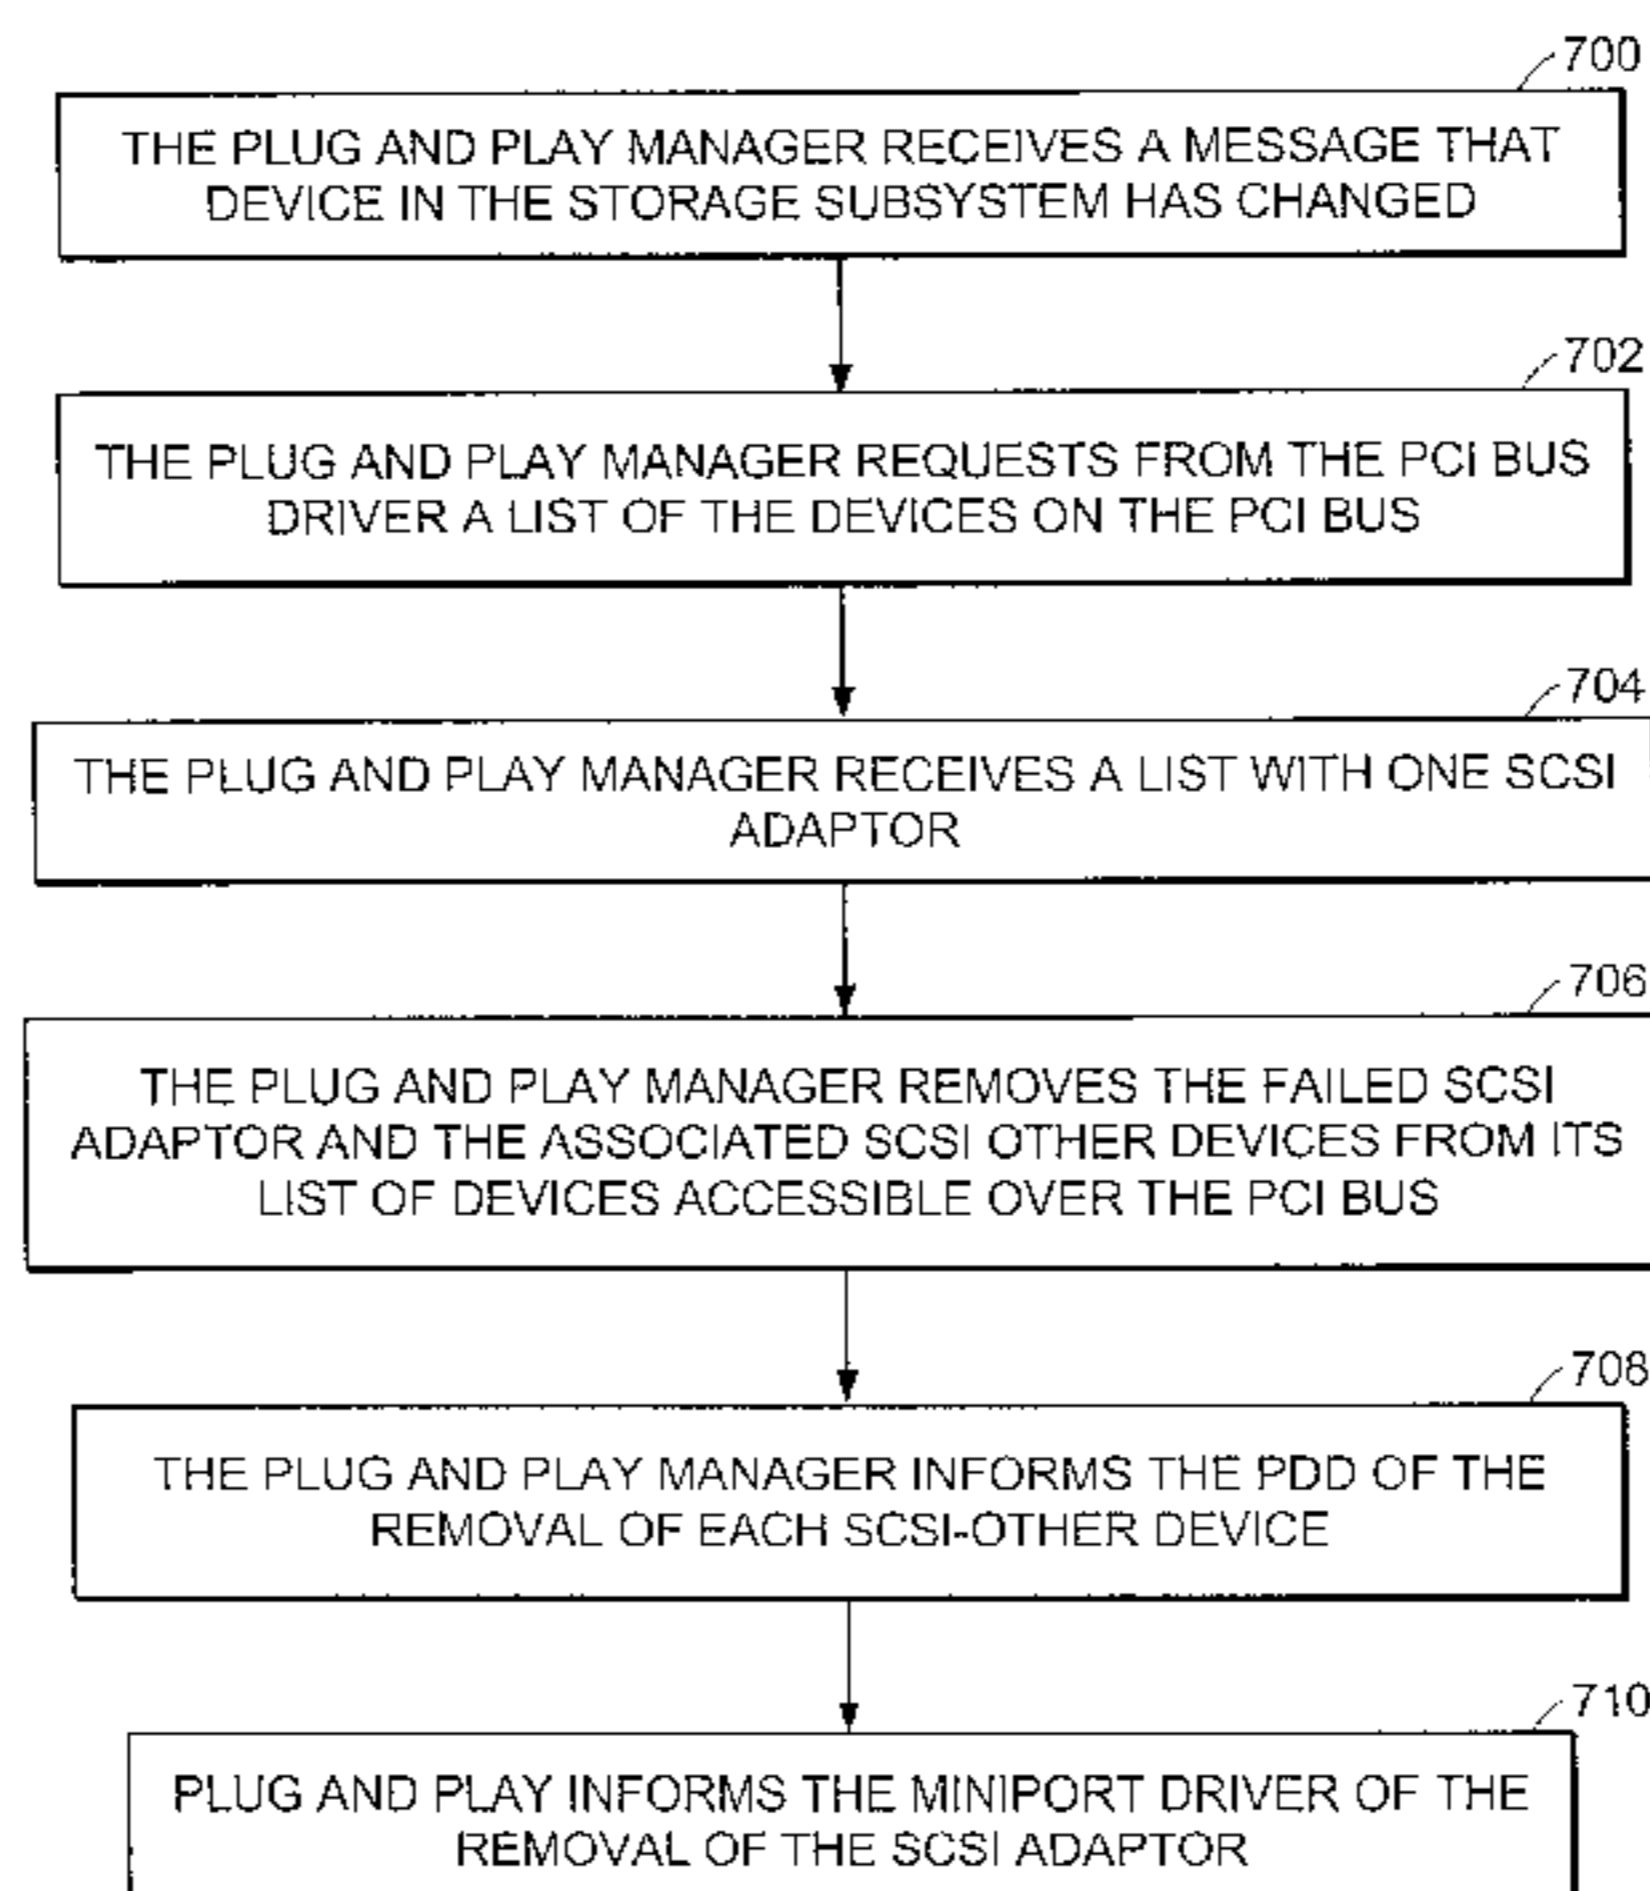 700
THE PLUG AND PLAY MANAGER RECEIVES A MESSAGE THAT
DEVICE IN THE STORAGE SUBSYSTEM HAS CHANGED
702
THE PLUG AND PLAY MANAGER REQUESTS FROM THE PCI BUS
DRIVER A LIST OF THE DEVICES ON THE PCI BUS
704
THE PLUG AND PLAY MANAGER RECEIVES A LIST WITH ONE SCSI
ADAPTOR
706
THE PLUG AND PLAY MANAGER REMOVES THE FAILED SCSI
ADAPTOR AND THE ASSOCIATED SCSI OTHER DEVICES FROM ITS
LIST OF DEVICES ACCESSIBLE OVER THE PCI BUS
708
THE PLUG AND PLAY MANAGER INFORMS THE PDD OF THE
REMOVAL OF EACH SCSI-OTHER DEVICE
710
PLUG AND PLAY INFORMS THE MINIPORT DRIVER OF THE
REMOVAL OF THE SCSI ADAPTOR